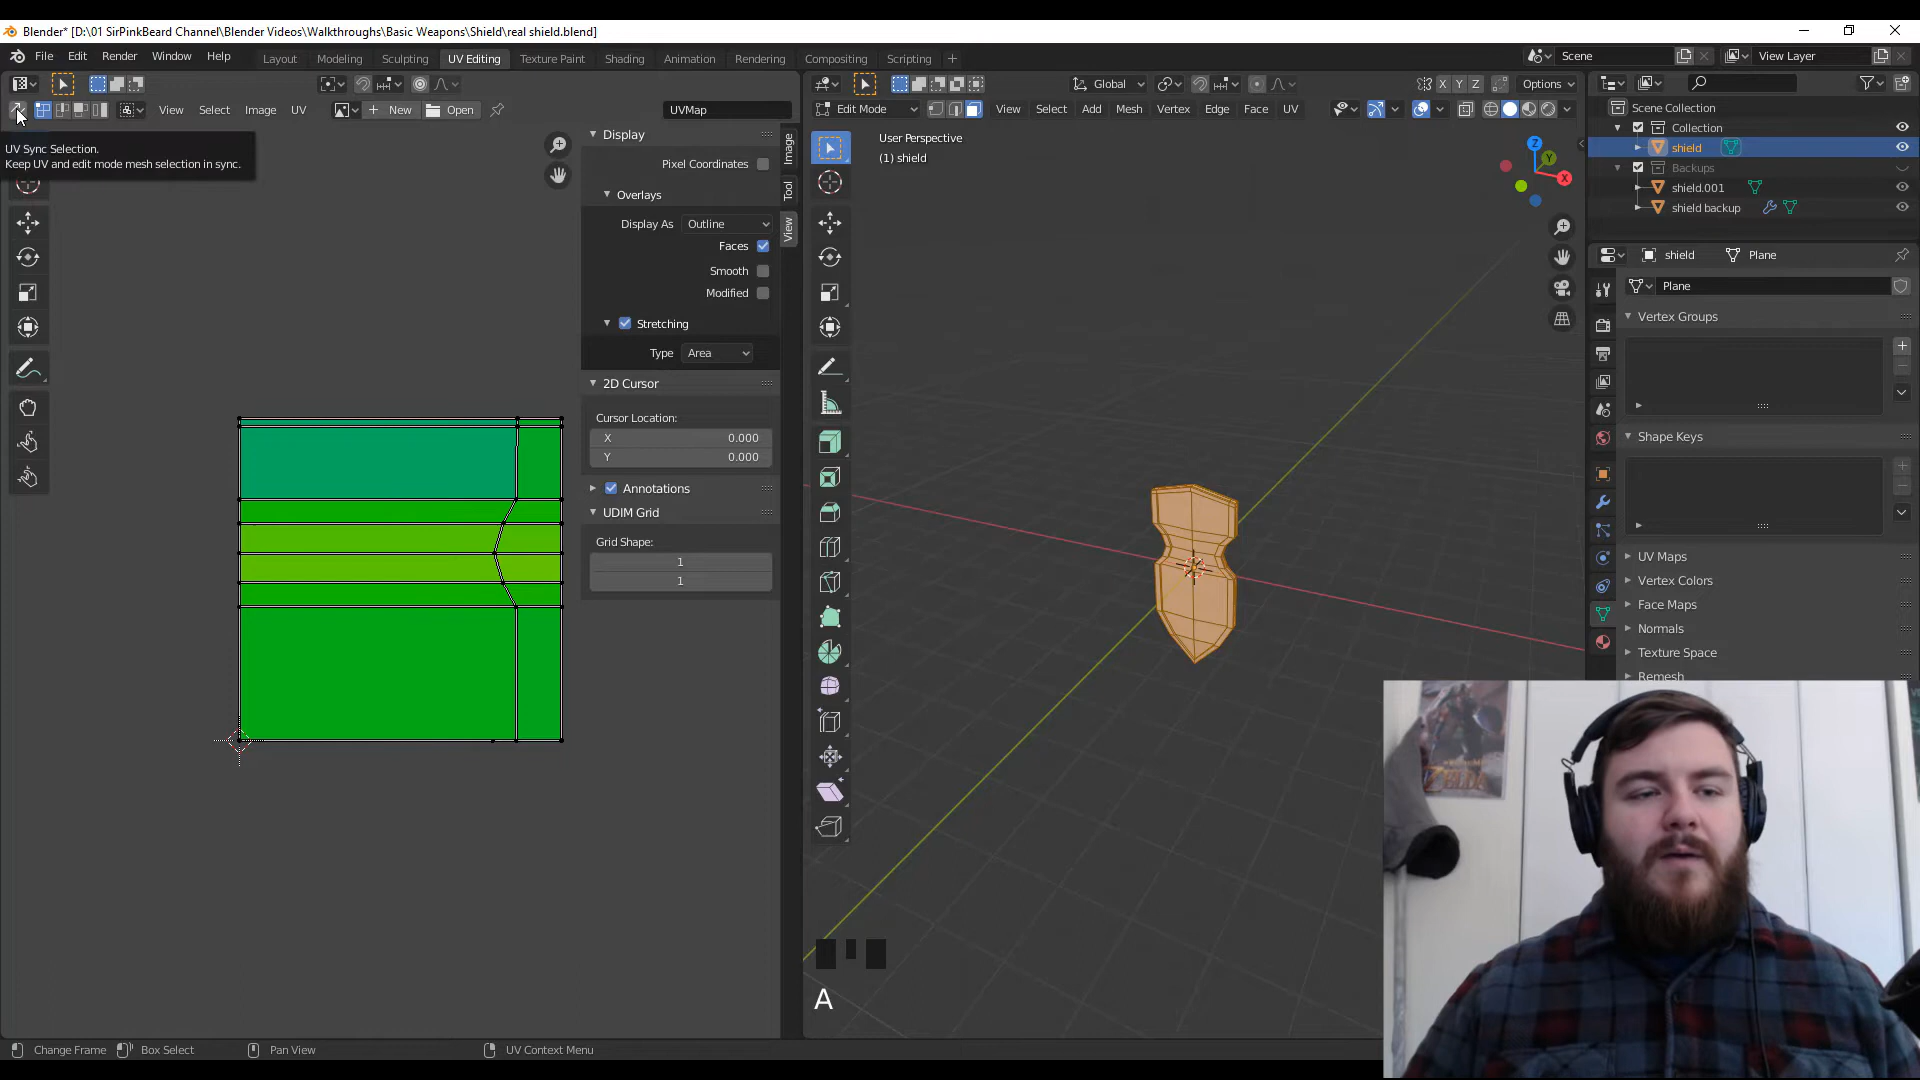 Blender* [D:\01 SirPinkBeard Channel\Blender Videos\Walkthroughs\Basic Weapons\Shield\real shield.blend]
File Edit Render Window Help Layout Modeling Sculpting UV Editing Texture Paint Shading Animation Rendering Compositing Scripting + Scene View Layer
Global Options
View Select Image UV + New Open UVMap
Edit Mode View Select Add Mesh Vertex Edge Face UV
X Y Z
UV Sync Selection.
Keep UV and edit mode mesh selection in sync.
Display
Pixel Coordinates
Overlays
Display As Outline
Faces
Smooth
Modified
Stretching
Type Area
2D Cursor
Cursor Location:
X 0.000
Y 0.000
Annotations
UDIM Grid
Grid Shape:
1
1
Image
Tool
View
User Perspective
(1) shield
Z
Y
X
A
Scene Collection
Collection
shield
Backups
shield.001
shield backup
shield Plane
Plane
Vertex Groups
Shape Keys
UV Maps
Vertex Colors
Face Maps
Normals
Texture Space
Remesh
ZELDA
Change Frame Box Select Pan View UV Context Menu